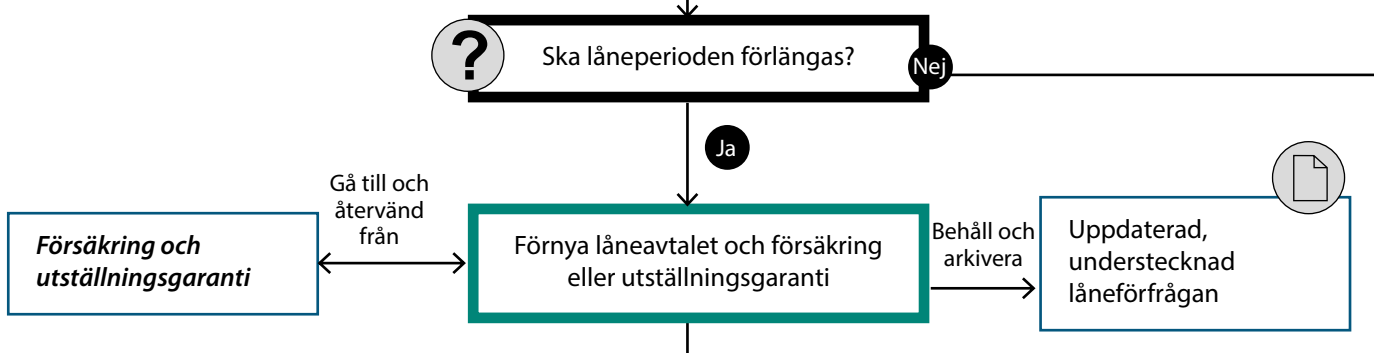 ?
Ska låneperioden förlängas?
Nej
Ja
Gå till och
återvänd
från
Försäkring och
utställningsgaranti
Förnya låneavtalet och försäkring
eller utställningsgaranti
Behåll och
arkivera
Uppdaterad,
understecknad
låneförfrågan